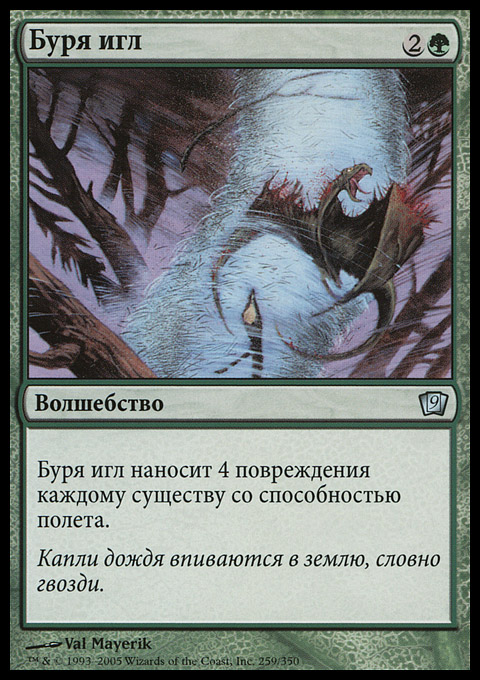 Буря игл 2
Волшебство 9
Буря игл наносит 4 повреждения
каждому существу со способностью
полета.
Капли дождя впиваются в землю, словно
гвозди.
Val Mayerik
™ & © 1993-2005 Wizards of the Coast, Inc. 259/350